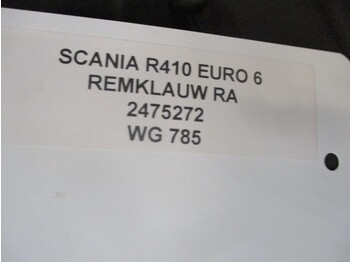 SCANIA R410 EURO 6
REMKLAUW RA
2475272
WG 785